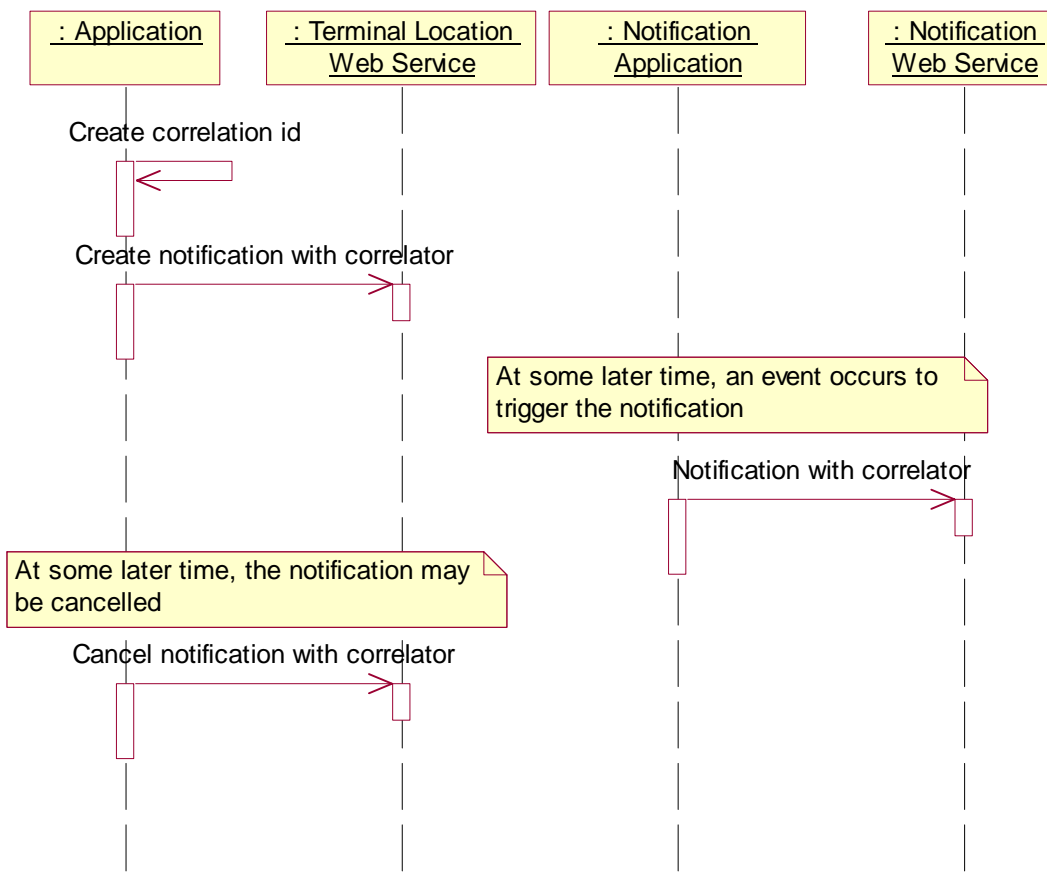 : Application
: Terminal Location
Web Service
: Notification
Application
: Notification
Web Service
Create correlation id
Create notification with correlator
At some later time, an event occurs to
trigger the notification
Notification with correlator
At some later time, the notification may
be cancelled
Cancel notification with correlator